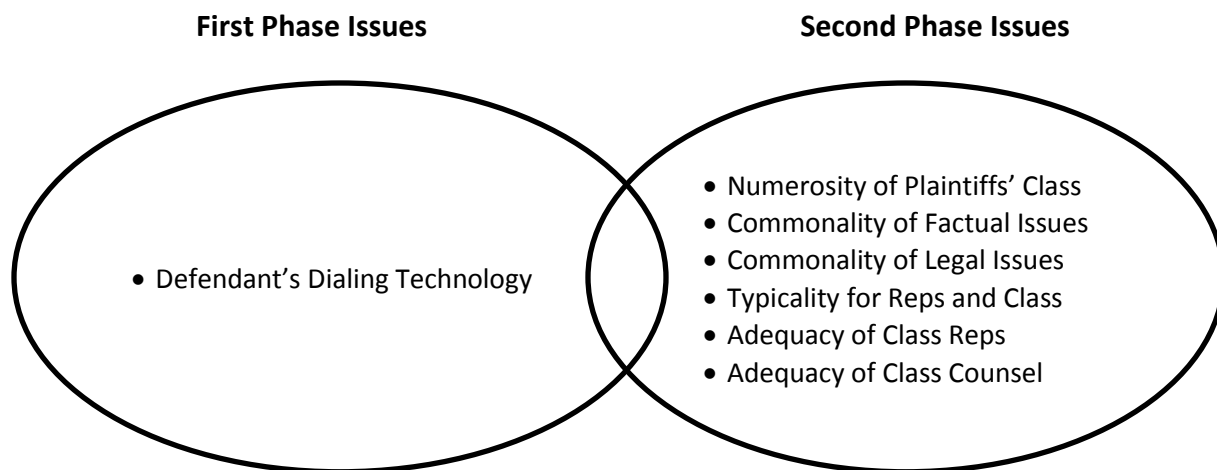 First Phase Issues
Second Phase Issues
• Defendant’s Dialing Technology
• Numerosity of Plaintiffs’ Class
• Commonality of Factual Issues
• Commonality of Legal Issues
• Typicality for Reps and Class
• Adequacy of Class Reps
• Adequacy of Class Counsel